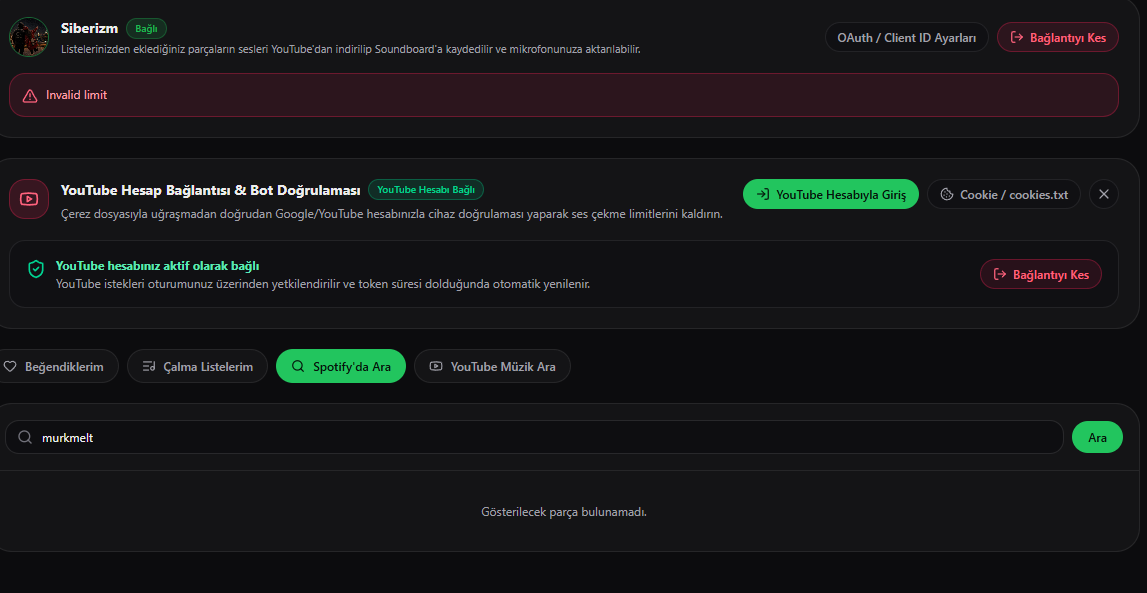 Siberizm Bağlı
Listelerinizden eklediğiniz parçaların sesleri YouTube'dan indirilip Soundboard'a kaydedilir ve mikrofonunuza aktarılabilir.
OAuth / Client ID Ayarları
Bağlantıyı Kes
Invalid limit
YouTube Hesap Bağlantısı & Bot Doğrulaması YouTube Hesabı Bağlı
Çerez dosyasıyla uğraşmadan doğrudan Google/YouTube hesabınızla cihaz doğrulaması yaparak ses çekme limitlerini kaldırın.
YouTube Hesabıyla Giriş
Cookie / cookies.txt
YouTube hesabınız aktif olarak bağlı
YouTube istekleri oturumunuz üzerinden yetkilendirilir ve token süresi dolduğunda otomatik yenilenir.
Bağlantıyı Kes
Beğendiklerim
Çalma Listelerim
Spotify'da Ara
YouTube Müzik Ara
murkmelt
Ara
Gösterilecek parça bulunamadı.